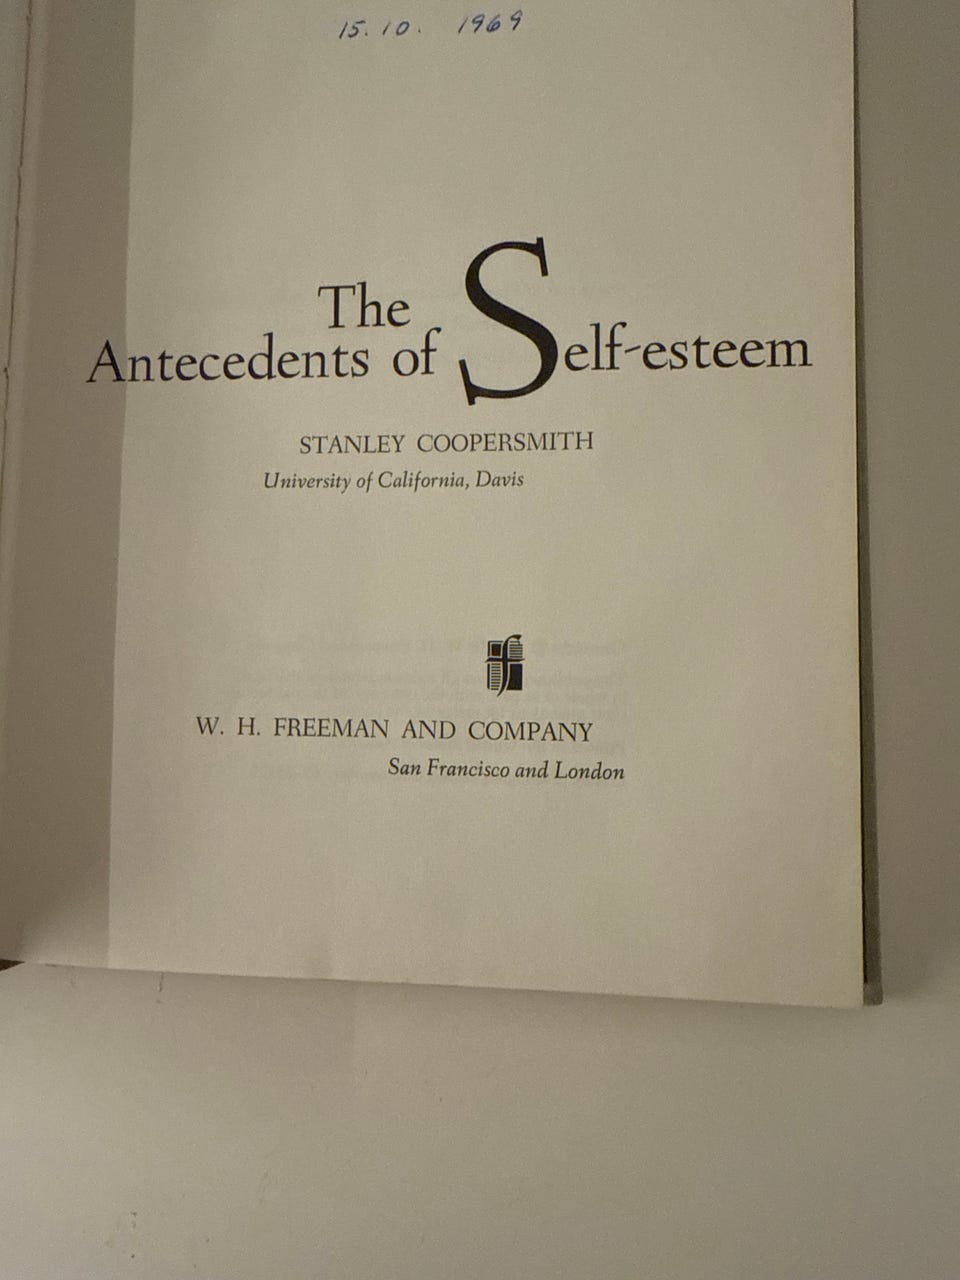 15.10. 1969
The
Antecedents of Self-esteem
STANLEY COOPERSMITH
University of California, Davis
W. H. FREEMAN AND COMPANY
San Francisco and London